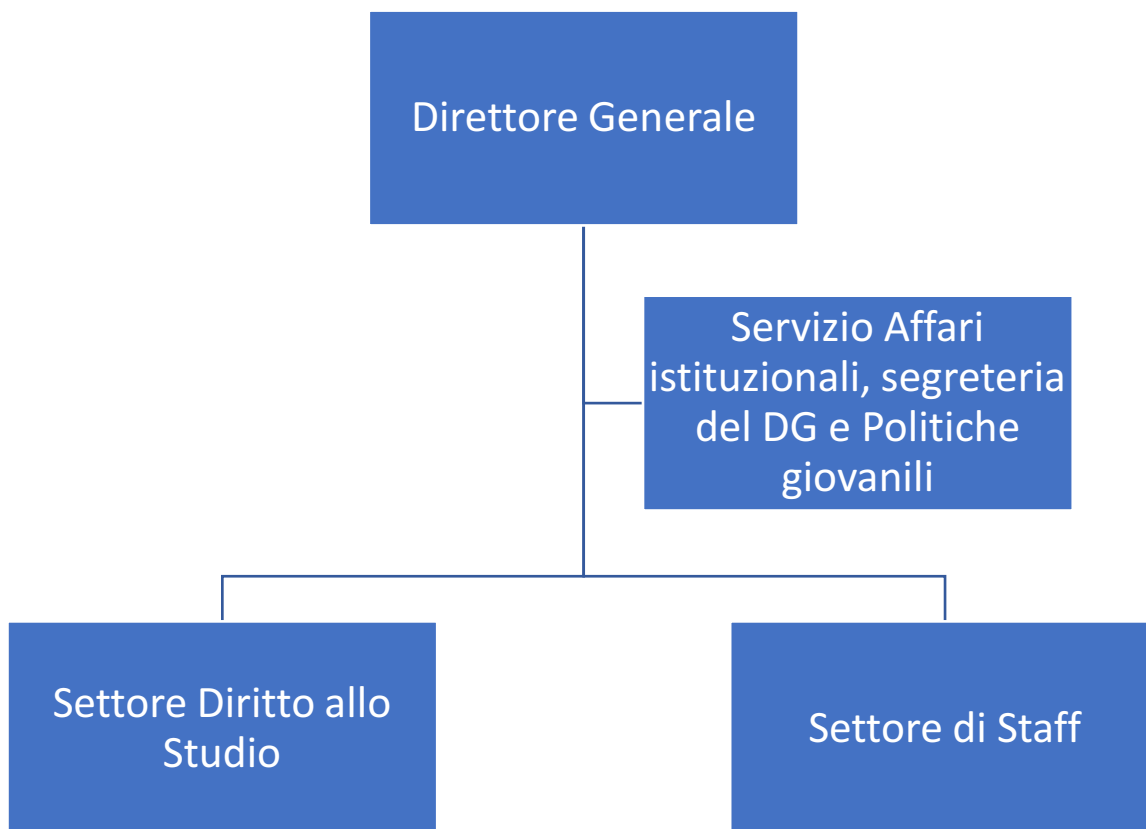 Direttore Generale
Servizio Affari
istituzionali, segreteria
del DG e Politiche
giovanili
Settore Diritto allo
Studio
Settore di Staff